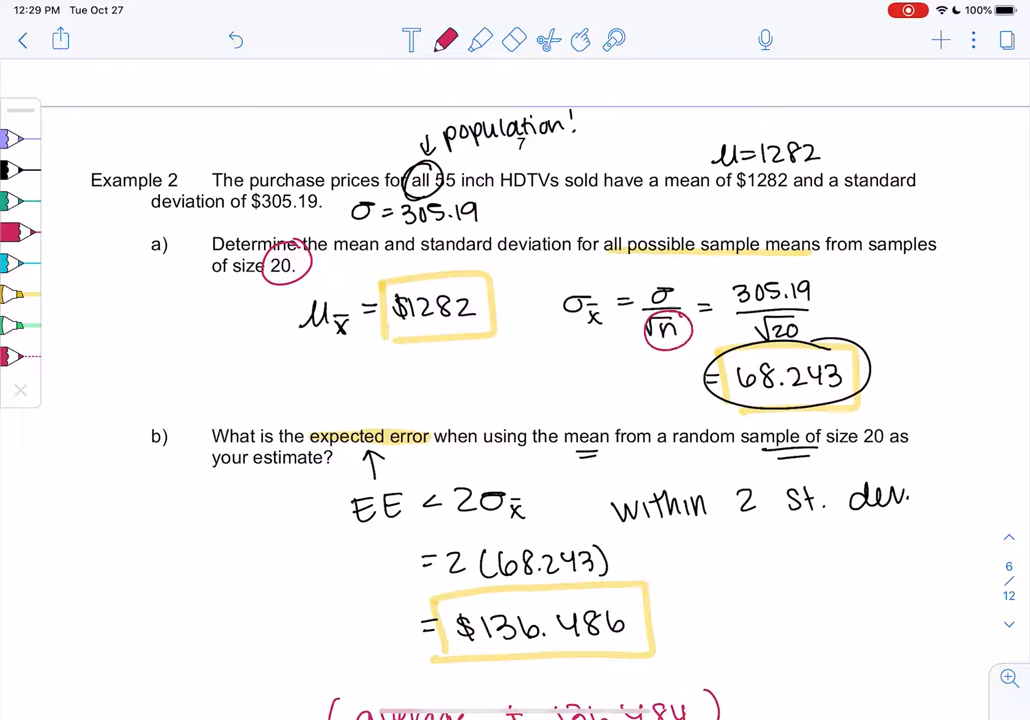 12:29 PM Tue Oct 27
100%
T
↓ population!
μ=1282
Example 2 The purchase prices for all 55 inch HDTVs sold have a mean of $1282 and a standard
deviation of $305.19.
σ = 305.19
a) Determine the mean and standard deviation for all possible sample means from samples
of size 20.
μx̄ = $1282
σx̄ = σ/√n = 305.19/√20
= 68.243
b) What is the expected error when using the mean from a random sample of size 20 as
your estimate?
EE < 2σx̄ within 2 st. dev.
= 2 (68.243)
= $136.486
6
/
12
(average ± 136.486)